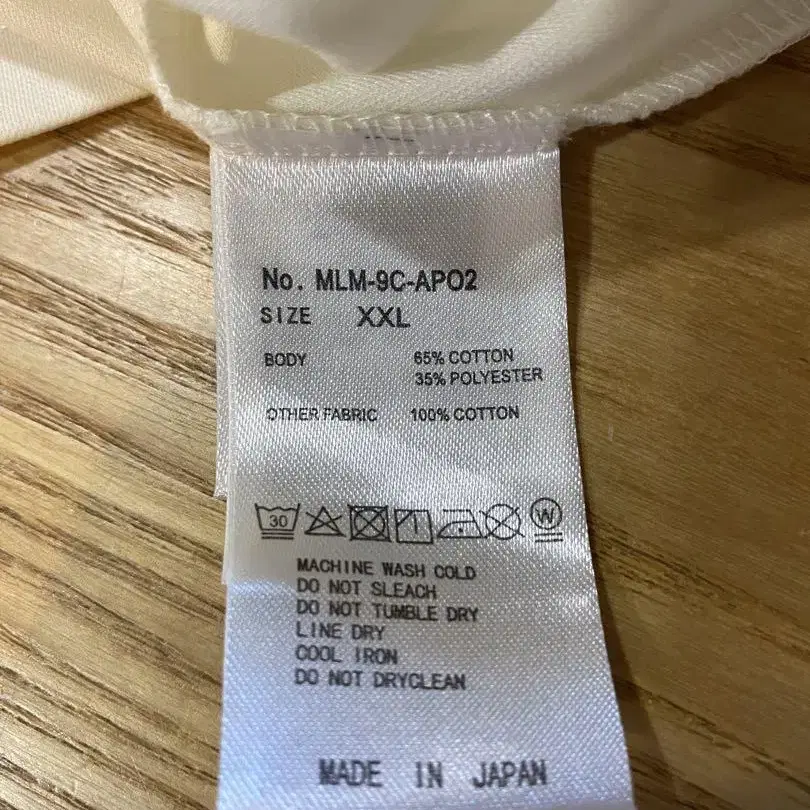 No. MLM-9C-APO2
SIZE XXL
BODY 65% COTTON
35% POLYESTER
OTHER FABRIC 100% COTTON
30 W
MACHINE WASH COLD
DO NOT SLEACH
DO NOT TUMBLE DRY
LINE DRY
COOL IRON
DO NOT DRYCLEAN
MADE IN JAPAN